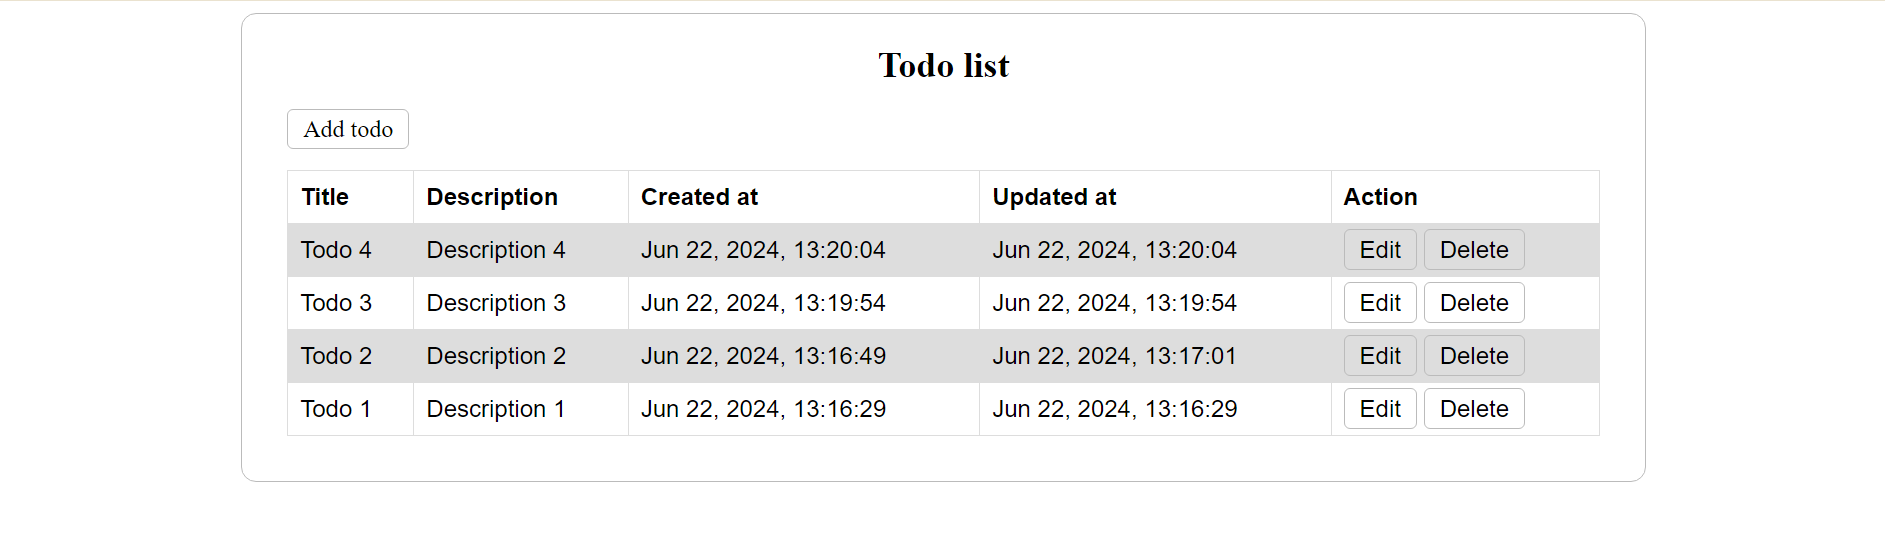 Todo list
Add todo
Title Description Created at Updated at Action
Todo 4 Description 4 Jun 22, 2024, 13:20:04 Jun 22, 2024, 13:20:04 Edit Delete
Todo 3 Description 3 Jun 22, 2024, 13:19:54 Jun 22, 2024, 13:19:54 Edit Delete
Todo 2 Description 2 Jun 22, 2024, 13:16:49 Jun 22, 2024, 13:17:01 Edit Delete
Todo 1 Description 1 Jun 22, 2024, 13:16:29 Jun 22, 2024, 13:16:29 Edit Delete